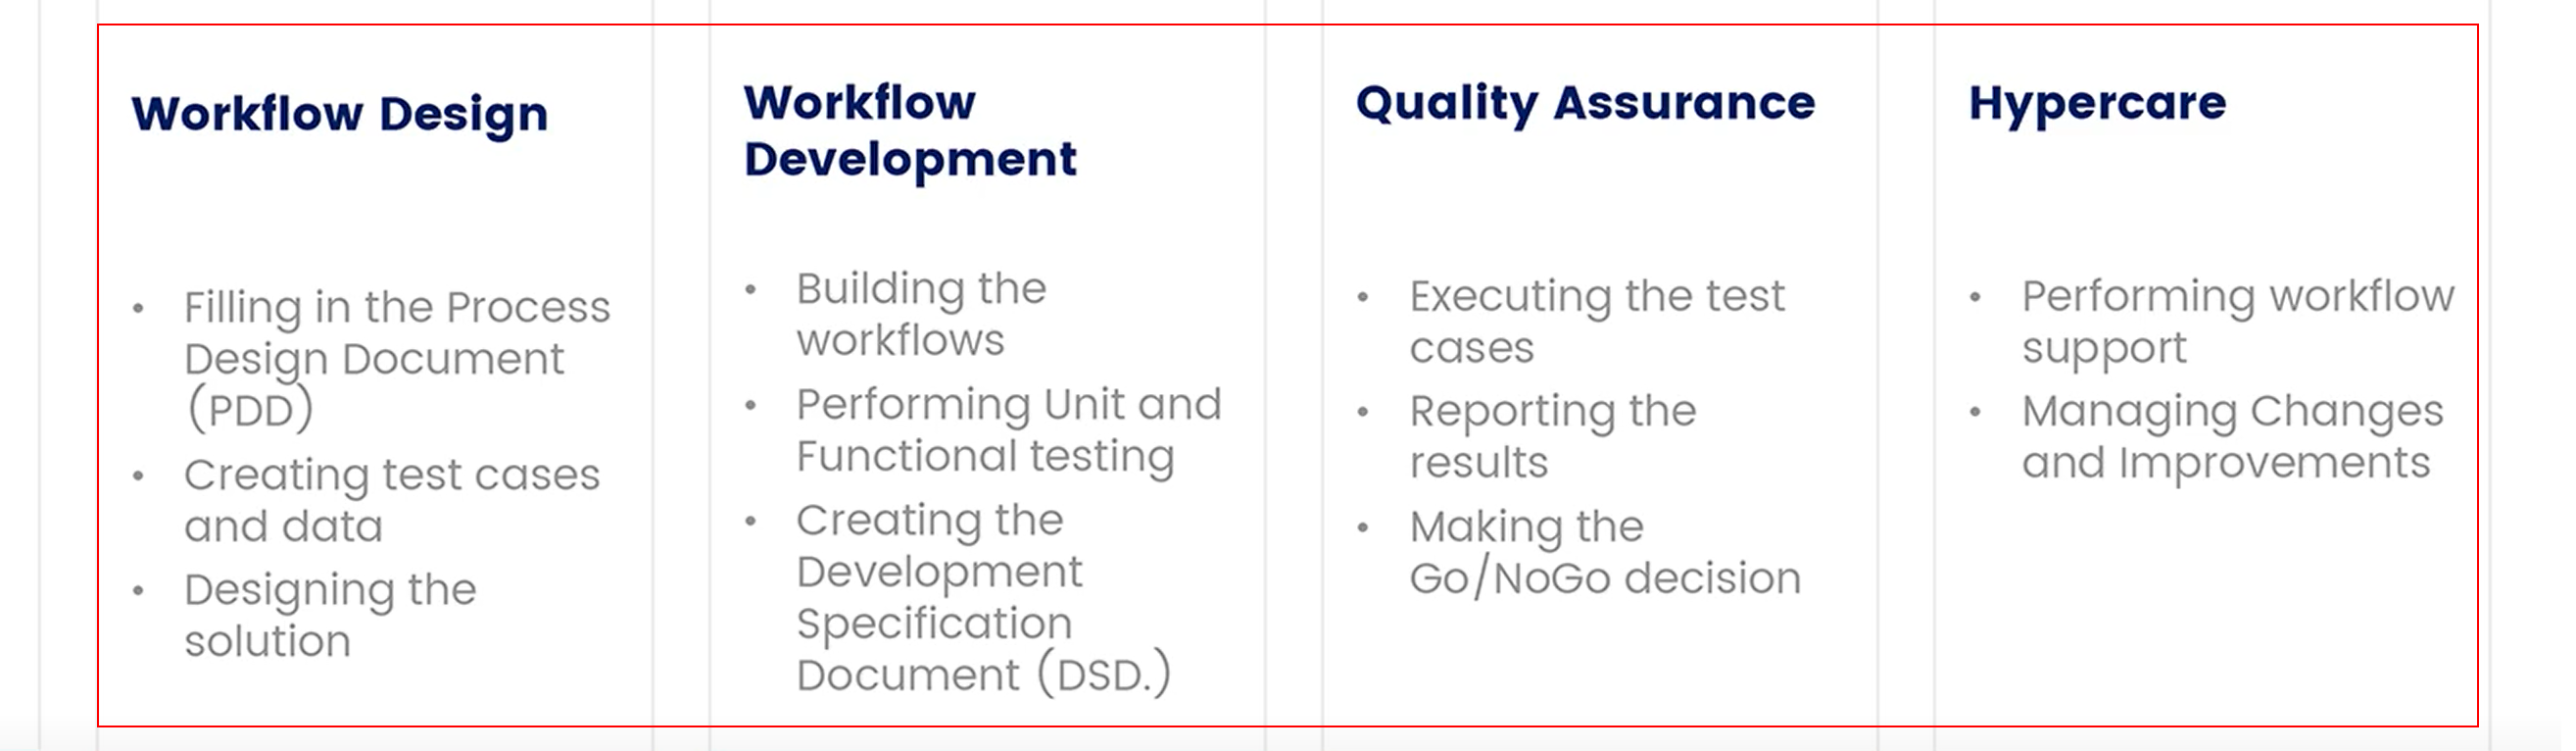 Workflow Design
• Filling in the Process
Design Document
(PDD)
• Creating test cases
and data
• Designing the
solution
Workflow
Development
• Building the
workflows
• Performing Unit and
Functional testing
• Creating the
Development
Specification
Document (DSD.)
Quality Assurance
• Executing the test
cases
• Reporting the
results
• Making the
Go/NoGo decision
Hypercare
• Performing workflow
support
• Managing Changes
and Improvements